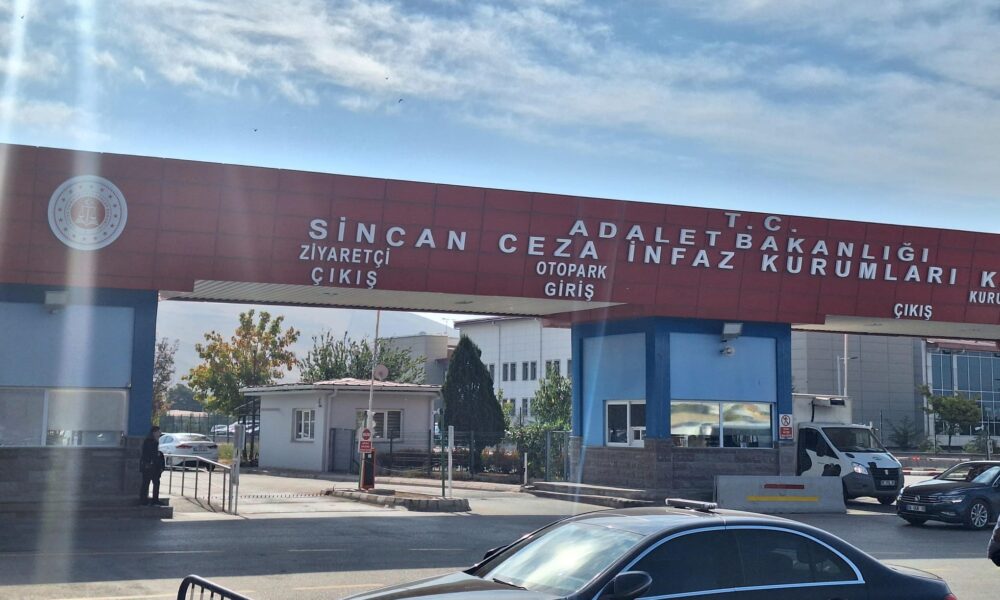 T.C.
ADALET BAKANLIĞI
SİNCAN CEZA İNFAZ KURUMLARI
ZİYARETÇİ
ÇIKIŞ
OTOPARK
GİRİŞ
ÇIKIŞ